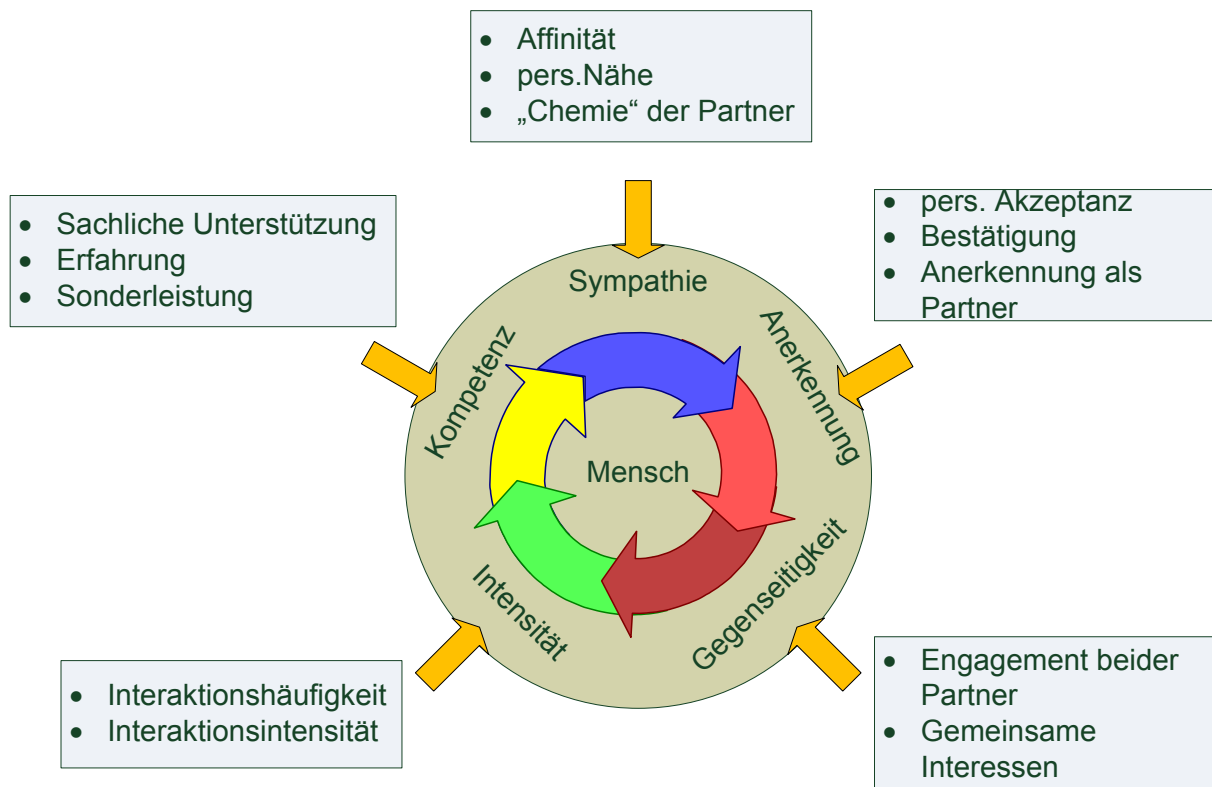 • Affinität
• pers.Nähe
• „Chemie“ der Partner
• Sachliche Unterstützung
• Erfahrung
• Sonderleistung
• pers. Akzeptanz
• Bestätigung
• Anerkennung als
Partner
Sympathie
Kompetenz
Anerkennung
Mensch
Intensität
Gegenseitigkeit
• Interaktionshäufigkeit
• Interaktionsintensität
• Engagement beider
Partner
• Gemeinsame
Interessen